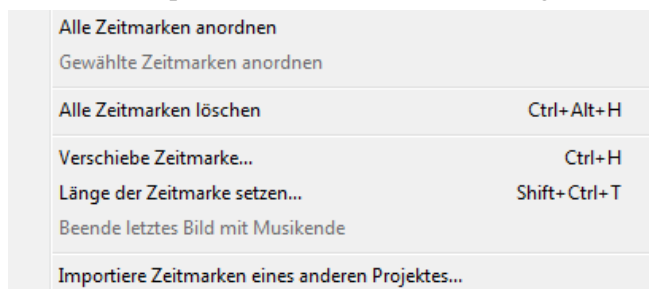 Alle Zeitmarken anordnen
Gewählte Zeitmarken anordnen
Alle Zeitmarken löschen Ctrl+Alt+H
Verschiebe Zeitmarke... Ctrl+H
Länge der Zeitmarke setzen... Shift+Ctrl+T
Beende letztes Bild mit Musikende
Importiere Zeitmarken eines anderen Projektes...